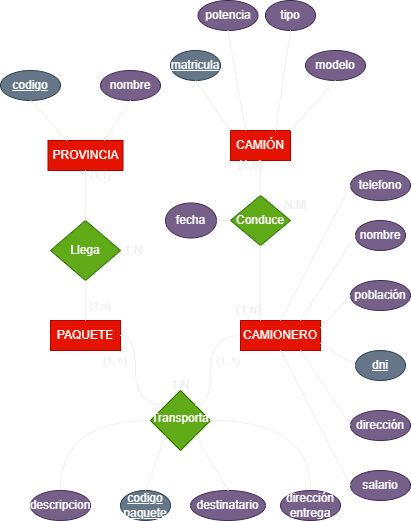 potencia
tipo
matricula
modelo
codigo
nombre
PROVINCIA
CAMIÓN
(1,1)
(1,n)
telefono
fecha
N:M
Conduce
nombre
Llega
1:N
población
(1,n)
(1,n)
PAQUETE
CAMIONERO
(1, n)
(1, 1)
dni
1:N
Transporta
dirección
salario
descripcion
codigo
paquete
destinatario
dirección
entrega